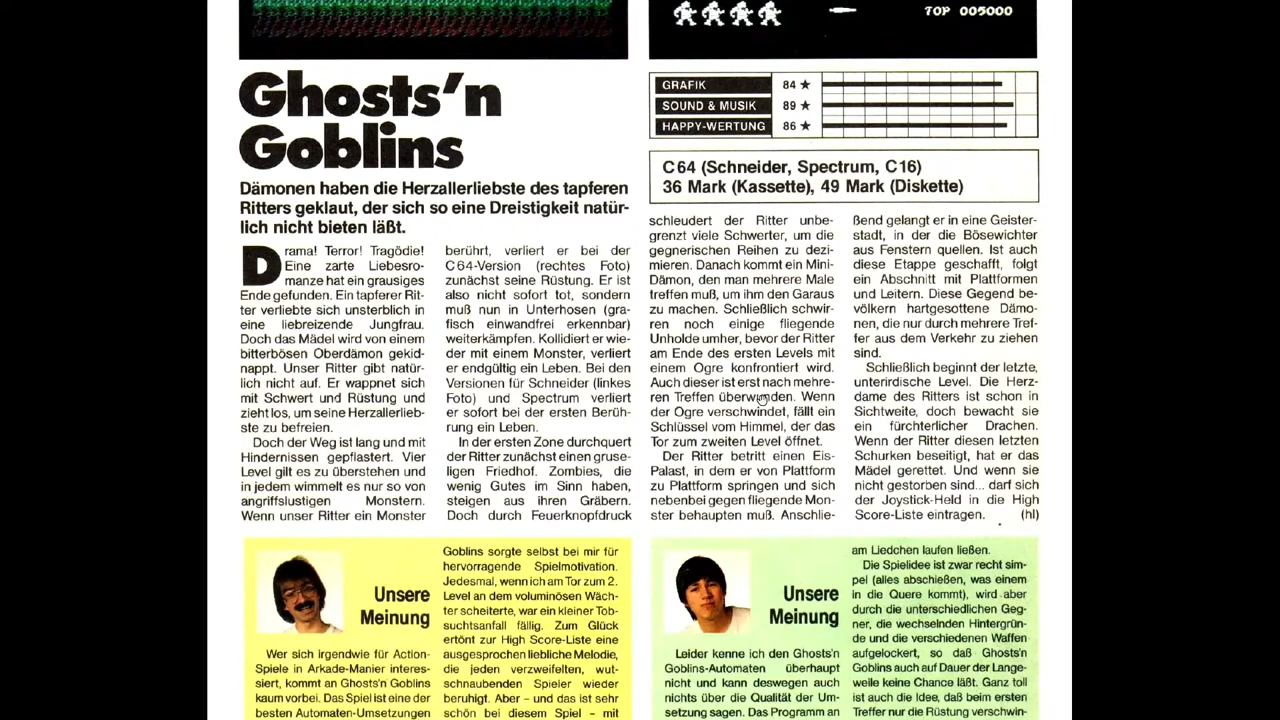 TOP 005000
Ghosts'n
Goblins
Dämonen haben die Herzallerliebste des tapferen
Ritters geklaut, der sich so eine Dreistigkeit natür-
lich nicht bieten läßt.
GRAFIK 84 ★
SOUND & MUSIK 89 ★
HAPPY-WERTUNG 86 ★
C 64 (Schneider, Spectrum, C16)
36 Mark (Kassette), 49 Mark (Diskette)
Drama! Terror! Tragödie!
Eine zarte Liebesro-
manze hat ein grausiges
Ende gefunden. Ein tapferer Rit-
ter verliebte sich unsterblich in
eine liebreizende Jungfrau.
Doch das Mädel wird von einem
bitterbösen Oberdämon gekid-
nappt. Unser Ritter gibt natür-
lich nicht auf. Er wappnet sich
mit Schwert und Rüstung und
zieht los, um seine Herzallerlieb-
ste zu befreien.
Doch der Weg ist lang und mit
Hindernissen gepflastert. Vier
Level gilt es zu überstehen und
in jedem wimmelt es nur so von
angriffslustigen Monstern.
Wenn unser Ritter ein Monster
berührt, verliert er bei der
C 64-Version (rechtes Foto)
zunächst seine Rüstung. Er ist
also nicht sofort tot, sondern
muß nun in Unterhosen (gra-
fisch einwandfrei erkennbar)
weiterkämpfen. Kollidiert er wie-
der mit einem Monster, verliert
er endgültig ein Leben. Bei den
Versionen für Schneider (linkes
Foto) und Spectrum verliert
er sofort bei der ersten Berüh-
rung ein Leben.
In der ersten Zone durchquert
der Ritter zunächst einen gruse-
ligen Friedhof. Zombies, die
wenig Gutes im Sinn haben,
steigen aus ihren Gräbern.
Doch durch Feuerknopfdruck
schleudert der Ritter unbe-
grenzt viele Schwerter, um die
gegnerischen Reihen zu dezi-
mieren. Danach kommt ein Mini-
Dämon, den man mehrere Male
treffen muß, um ihm den Garaus
zu machen. Schließlich schwir-
ren noch einige fliegende
Unholde umher, bevor der Ritter
am Ende des ersten Levels mit
einem Ogre konfrontiert wird.
Auch dieser ist erst nach mehre-
ren Treffen überwunden. Wenn
der Ogre verschwindet, fällt ein
Schlüssel vom Himmel, der das
Tor zum zweiten Level öffnet.
Der Ritter betritt einen Eis-
Palast, in dem er von Plattform
zu Plattform springen und sich
nebenbei gegen fliegende Mon-
ster behaupten muß. Anschlie-
ßend gelangt er in eine Geister-
stadt, in der die Bösewichter
aus Fenstern quellen. Ist auch
diese Etappe geschafft, folgt
ein Abschnitt mit Plattformen
und Leitern. Diese Gegend be-
völkern hartgesottene Dämo-
nen, die nur durch mehrere Tref-
fer aus dem Verkehr zu ziehen
sind.
Schließlich beginnt der letzte,
unterirdische Level. Die Herz-
dame des Ritters ist schon in
Sichtweite, doch bewacht sie
ein fürchterlicher Drachen.
Wenn der Ritter diesen letzten
Schurken beseitigt, hat er das
Mädel gerettet. Und wenn sie
nicht gestorben sind... darf sich
der Joystick-Held in die High
Score-Liste eintragen. (hl)
Unsere
Meinung
Wer sich irgendwie für Action-
Spiele in Arkade-Manier interes-
siert, kommt an Ghosts'n Goblins
kaum vorbei. Das Spiel ist eine der
besten Automaten-Umsetzungen
Goblins sorgte selbst bei mir für
hervorragende Spielmotivation.
Jedesmal, wenn ich am Tor zum 2.
Level an dem voluminösen Wäch-
ter scheiterte, war ein kleiner Tob-
suchtsanfall fällig. Zum Glück
ertönt zur High Score-Liste eine
ausgesprochen liebliche Melodie,
die jeden verzweifelten, wut-
schnaubenden Spieler wieder
beruhigt. Aber – und das ist sehr
schön bei diesem Spiel – mit
Unsere
Meinung
Leider kenne ich den Ghosts'n
Goblins-Automaten überhaupt
nicht und kann deswegen auch
nichts über die Qualität der Um-
setzung sagen. Das Programm an
am Liedchen laufen ließen.
Die Spielidee ist zwar recht sim-
pel (alles abschießen, was einem
in die Quere kommt), wird aber
durch die unterschiedlichen Geg-
ner, die wechselnden Hintergrün-
de und die verschiedenen Waffen
aufgelockert, so daß Ghosts'n
Goblins auch auf Dauer der Lange-
weile keine Chance läßt. Ganz toll
ist auch die Idee, daß beim ersten
Treffer nur die Rüstung verschwin-